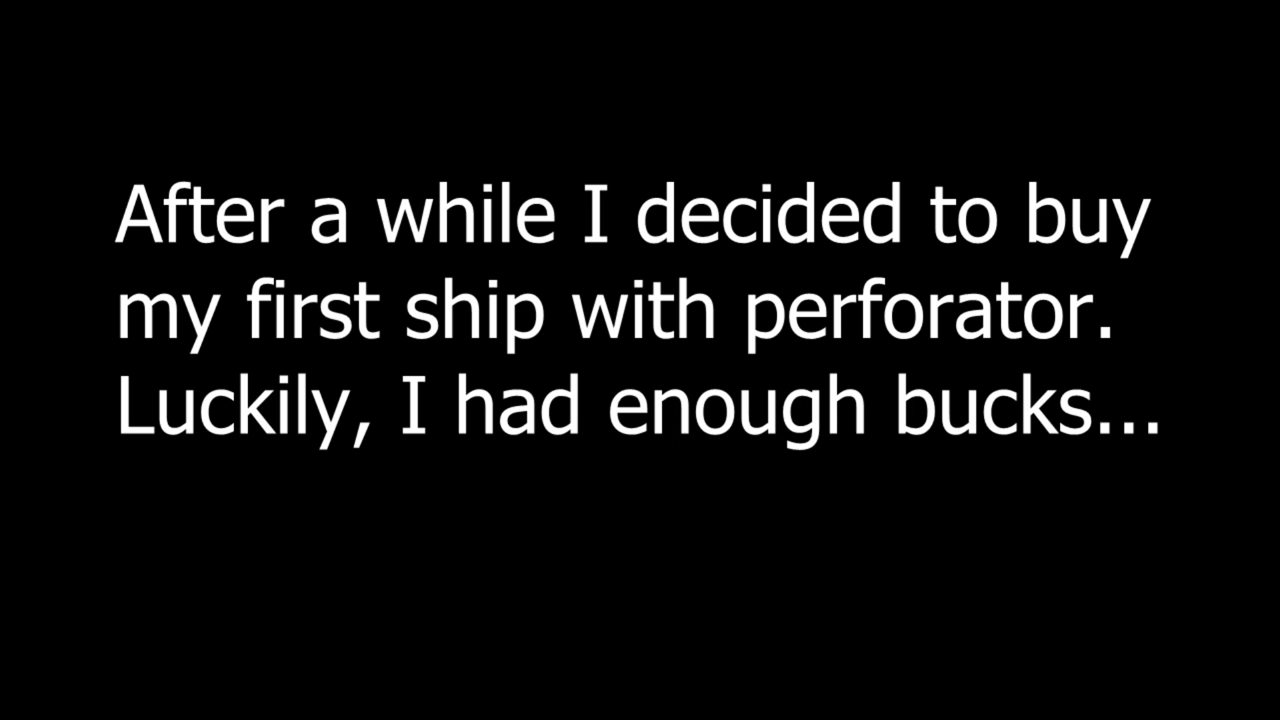 After a while I decided to buy
my first ship with perforator.
Luckily, I had enough bucks...